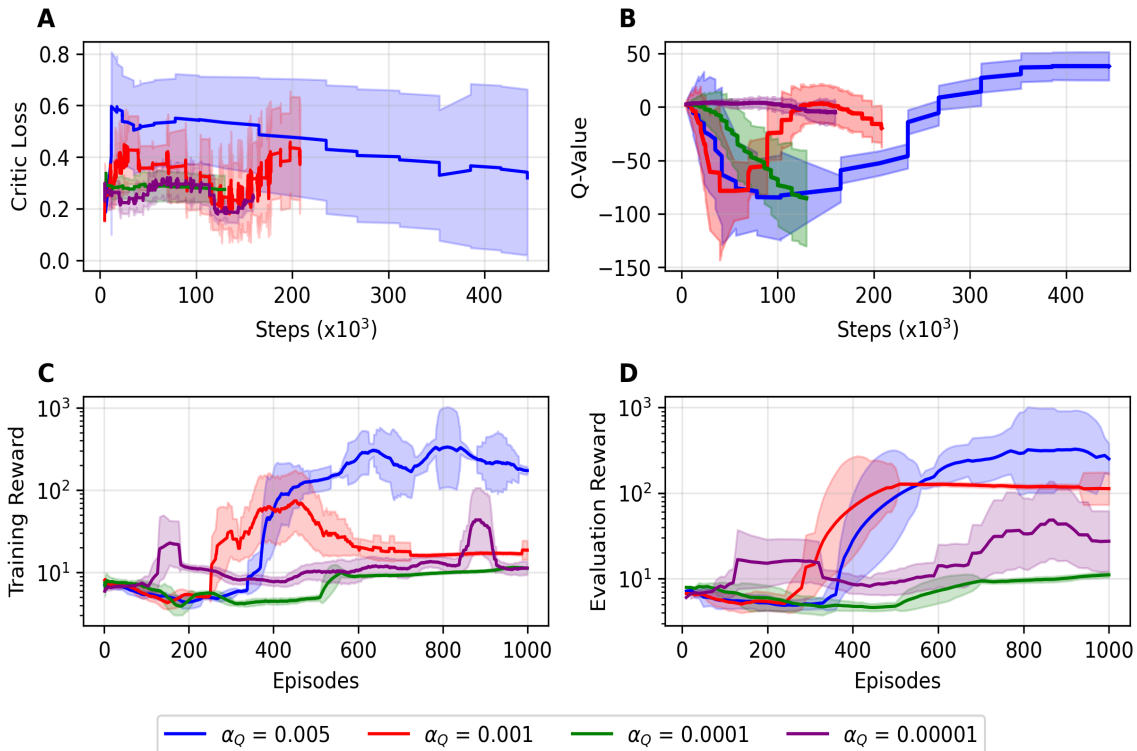 A
B
0.8
0.6
0.4
0.2
0.0
Critic Loss
0 100 200 300 400
Steps (x10³)
50
0
−50
−100
−150
Q-Value
0 100 200 300 400
Steps (x10³)
C
D
10³
10²
10¹
Training Reward
0 200 400 600 800 1000
Episodes
10³
10²
10¹
Evaluation Reward
0 200 400 600 800 1000
Episodes
α_Q = 0.005 α_Q = 0.001 α_Q = 0.0001 α_Q = 0.00001